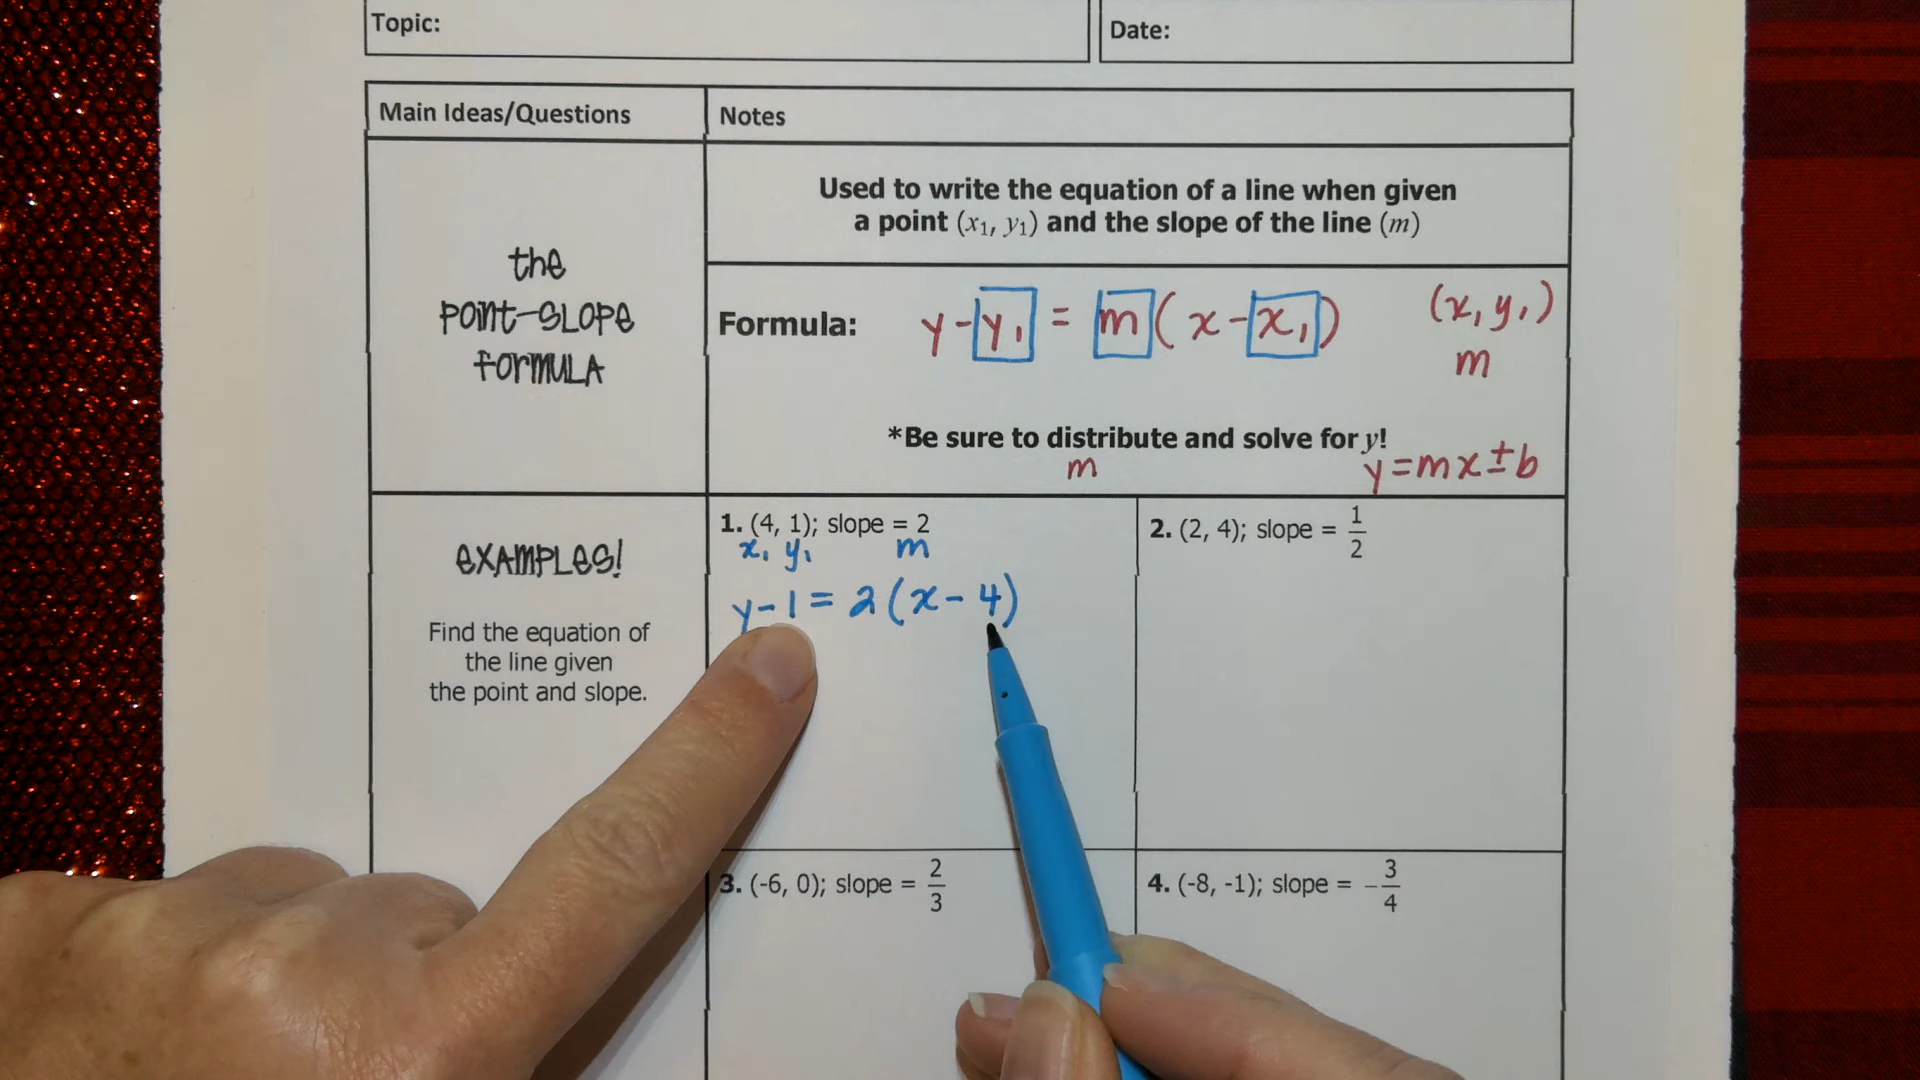 Topic:
Date:
Main Ideas/Questions
Notes
the
point-slope
formula
Used to write the equation of a line when given
a point (x₁, y₁) and the slope of the line (m)
Formula: y - y₁ = m(x - x₁)
(x, y₁)
m
*Be sure to distribute and solve for y!
m
y = mx ± b
Examples!
Find the equation of
the line given
the point and slope.
1. (4, 1); slope = 2
x₁ y₁ m
y - 1 = 2(x - 4)
2. (2, 4); slope = 1/2
3. (-6, 0); slope = 2/3
4. (-8, -1); slope = -3/4